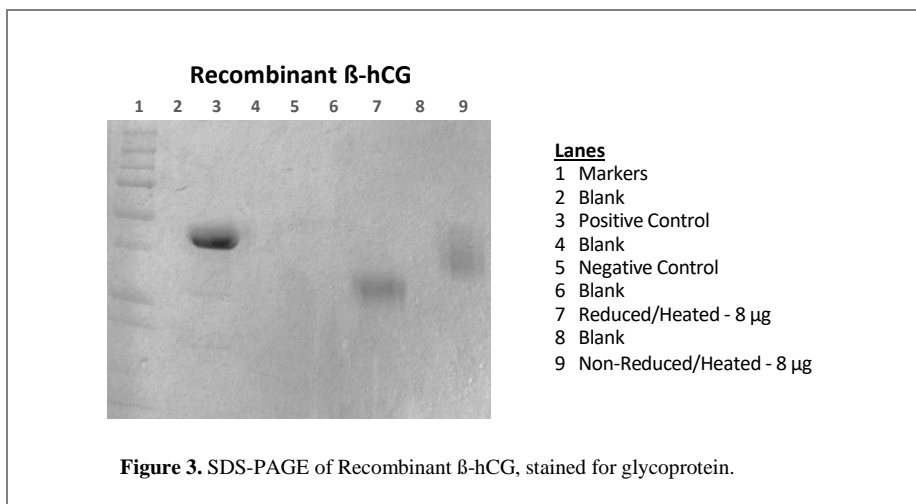 Recombinant ß-hCG
1 2 3 4 5 6 7 8 9
Lanes
1 Markers
2 Blank
3 Positive Control
4 Blank
5 Negative Control
6 Blank
7 Reduced/Heated - 8 µg
8 Blank
9 Non-Reduced/Heated - 8 µg
Figure 3. SDS-PAGE of Recombinant ß-hCG, stained for glycoprotein.